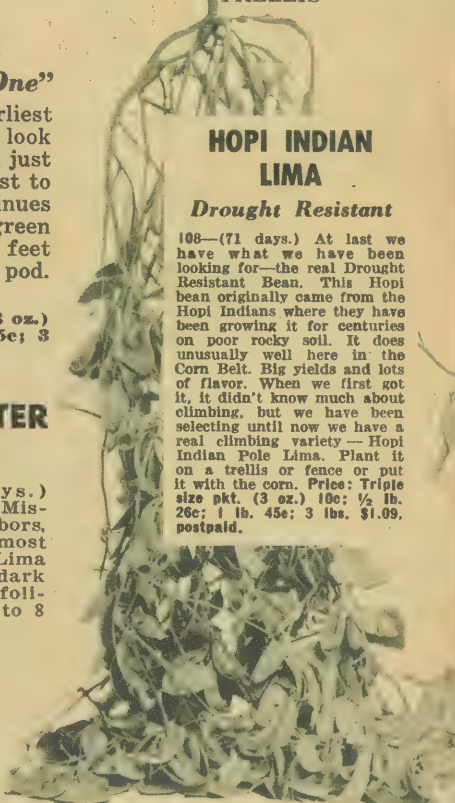 TRELLIS
One”
rliest
look
just
st to
nues
green
feet
pod.
oz.)
5c; 3
TER
ys.)
Mis-
bors,
most
Lima
dark
foli-
to 8
HOPI INDIAN
LIMA
Drought Resistant
108—(71 days.) At last we
have what we have been
looking for—the real Drought
Resistant Bean. This Hopi
bean originally came from the
Hopi Indians where they have
been growing it for centuries
on poor rocky soil. It does
unusually well here in the
Corn Belt. Big yields and lots
of flavor. When we first got
it, it didn't know much about
climbing, but we have been
selecting until now we have a
real climbing variety — Hopi
Indian Pole Lima. Plant it
on a trellis or fence or put
it with the corn. Price: Triple
size pkt. (3 oz.) 10c; ½ lb.
26c; 1 lb. 45c; 3 lbs. $1.09,
postpaid.